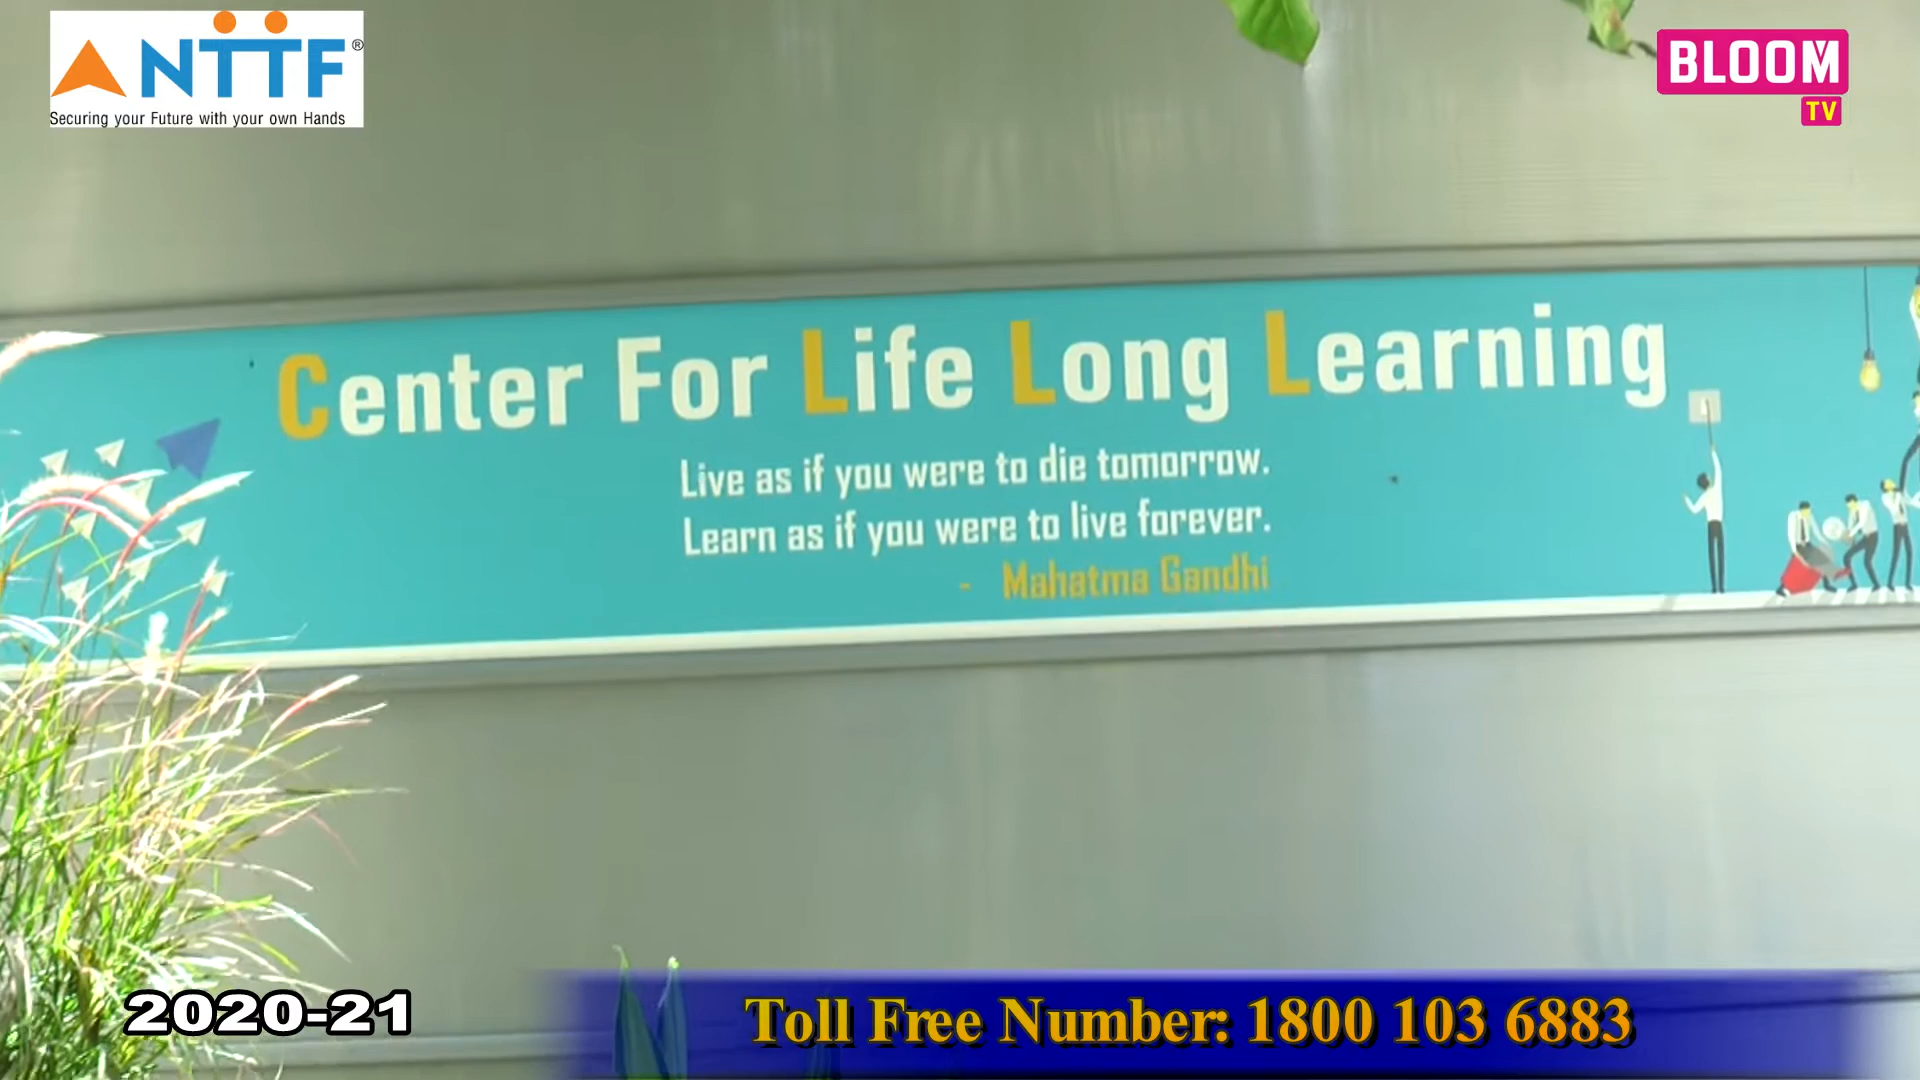 NTTF®
Securing your Future with your own Hands
BLOOM
TV
Center For Life Long Learning
Live as if you were to die tomorrow.
Learn as if you were to live forever.
- Mahatma Gandhi
2020-21
Toll Free Number: 1800 103 6883